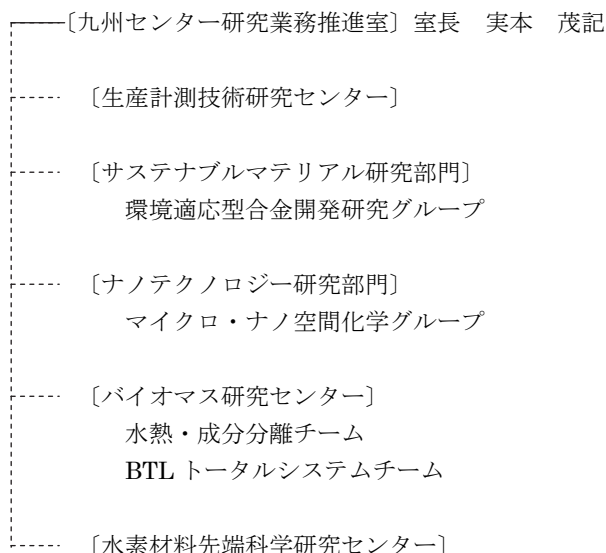 〔九州センター研究業務推進室〕室長　実本　茂記
〔生産計測技術研究センター〕
〔サステナブルマテリアル研究部門〕
環境適応型合金開発研究グループ
〔ナノテクノロジー研究部門〕
マイクロ・ナノ空間化学グループ
〔バイオマス研究センター〕
水熱・成分分離チーム
BTL トータルシステムチーム
〔水素材料先端科学研究センター〕